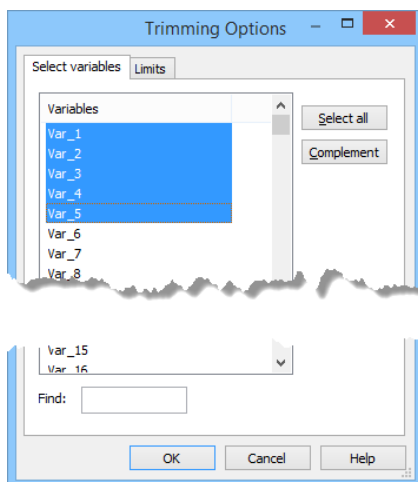 Trimming Options
Select variables Limits
Variables
Select all
Var_1
Var_2
Complement
Var_3
Var_4
Var_5
Var_6
Var_7
Var_8
Var_15
Var_16
Find:
OK Cancel Help